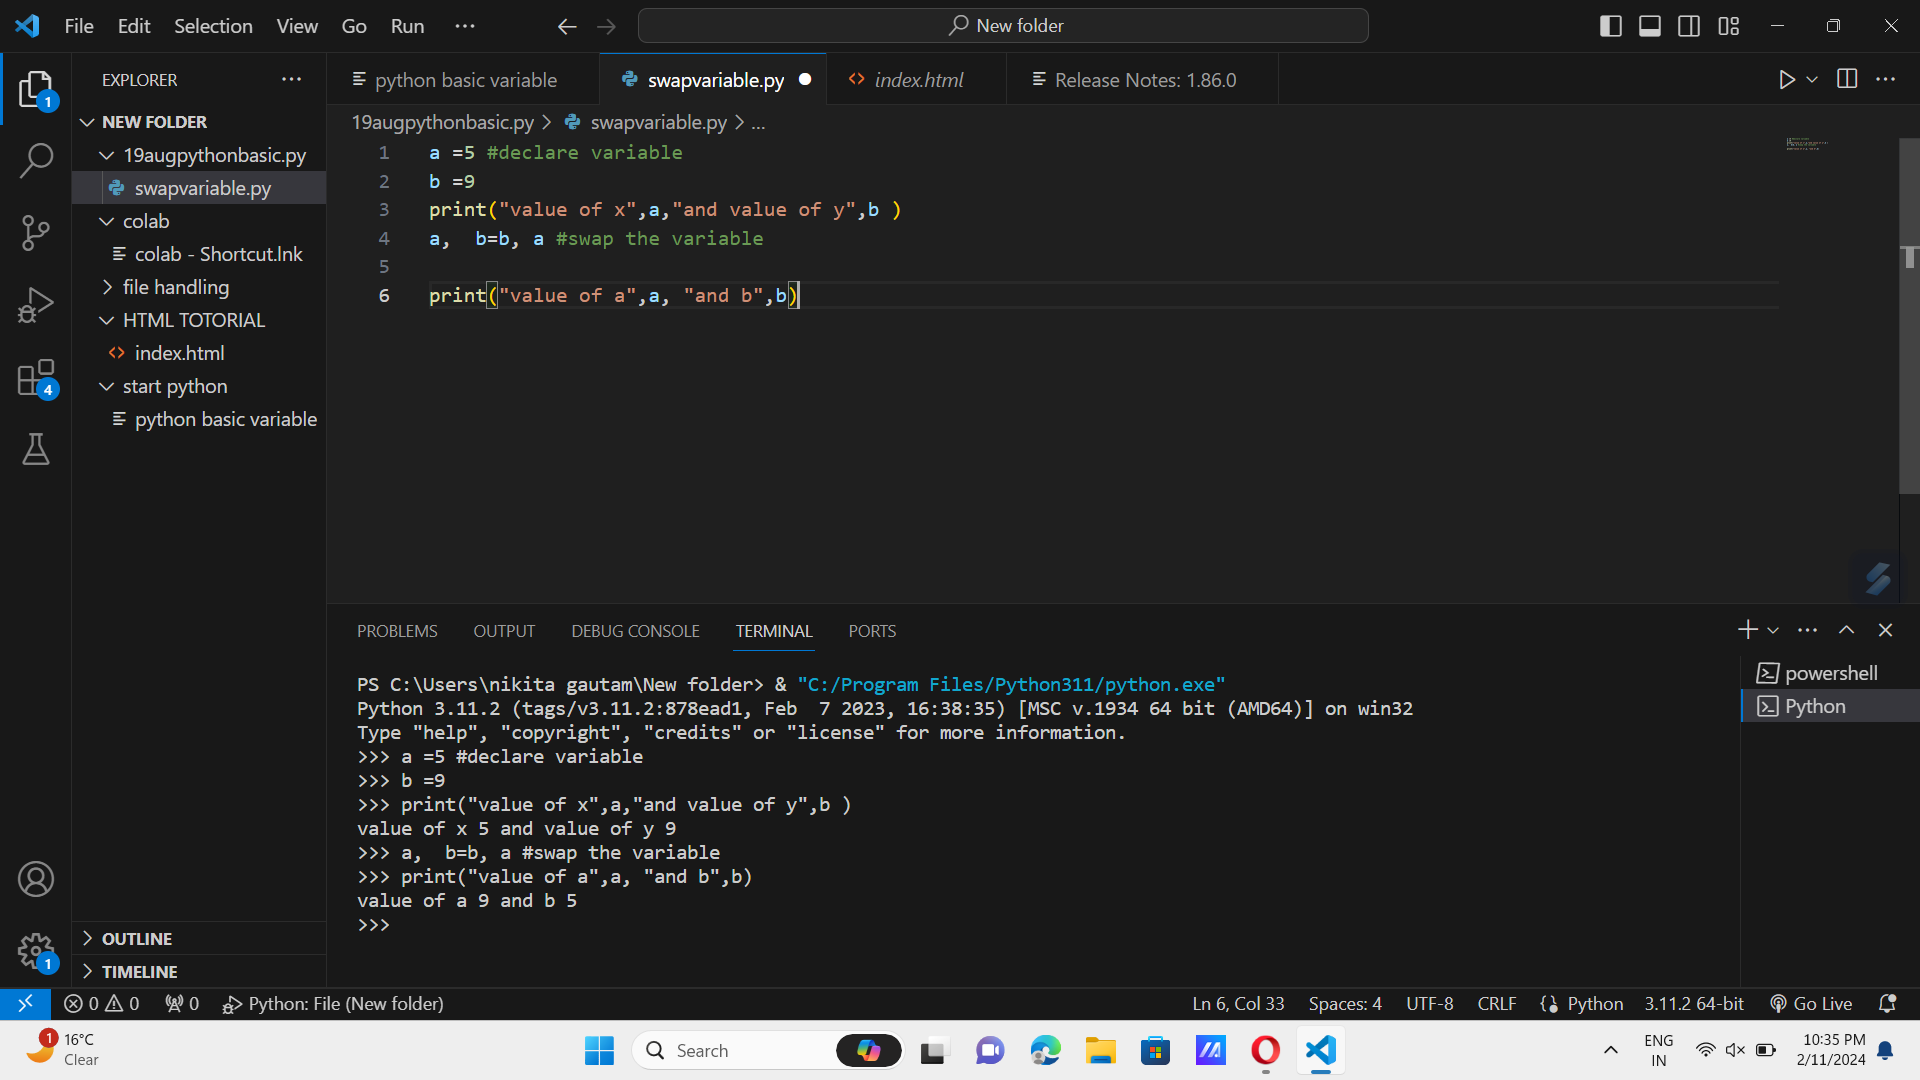 File Edit Selection View Go Run ···
New folder
EXPLORER ···
NEW FOLDER
19augpythonbasic.py
swapvariable.py
colab
colab - Shortcut.lnk
file handling
HTML TOTORIAL
index.html
start python
python basic variable
OUTLINE
TIMELINE
1
4
1
python basic variable
swapvariable.py
index.html
Release Notes: 1.86.0
19augpythonbasic.py > swapvariable.py > ...
1 a =5 #declare variable
2 b =9
3 print("value of x",a,"and value of y",b )
4 a,  b=b, a #swap the variable
5
6 print("value of a",a, "and b",b)
PROBLEMS OUTPUT DEBUG CONSOLE TERMINAL PORTS
powershell
Python
PS C:\Users\nikita gautam\New folder> & "C:/Program Files/Python311/python.exe"
Python 3.11.2 (tags/v3.11.2:878ead1, Feb  7 2023, 16:38:35) [MSC v.1934 64 bit (AMD64)] on win32
Type "help", "copyright", "credits" or "license" for more information.
>>> a =5 #declare variable
>>> b =9
>>> print("value of x",a,"and value of y",b )
value of x 5 and value of y 9
>>> a,  b=b, a #swap the variable
>>> print("value of a",a, "and b",b)
value of a 9 and b 5
>>>
0 0 0 Python: File (New folder) Ln 6, Col 33 Spaces: 4 UTF-8 CRLF {} Python 3.11.2 64-bit Go Live
1
16°C
Clear
Search
ENG
IN
10:35 PM
2/11/2024